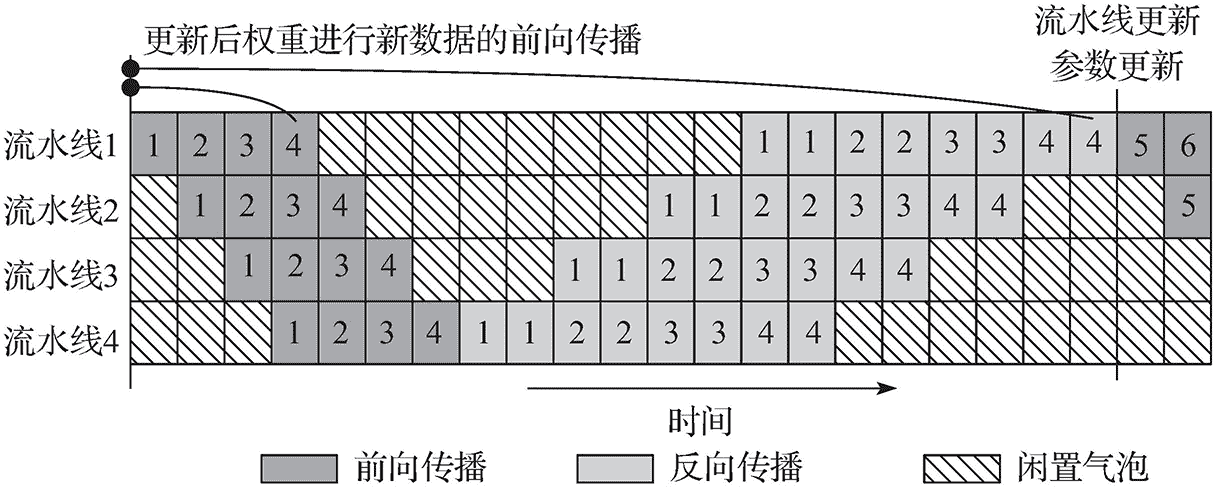 更新后权重进行新数据的前向传播
流水线更新
参数更新
流水线1 1 2 3 4 1 1 2 2 3 3 4 4 5 6
流水线2 1 2 3 4 1 1 2 2 3 3 4 4 5
流水线3 1 2 3 4 1 1 2 2 3 3 4 4
流水线4 1 2 3 4 1 1 2 2 3 3 4 4
时间
前向传播 反向传播 闲置气泡